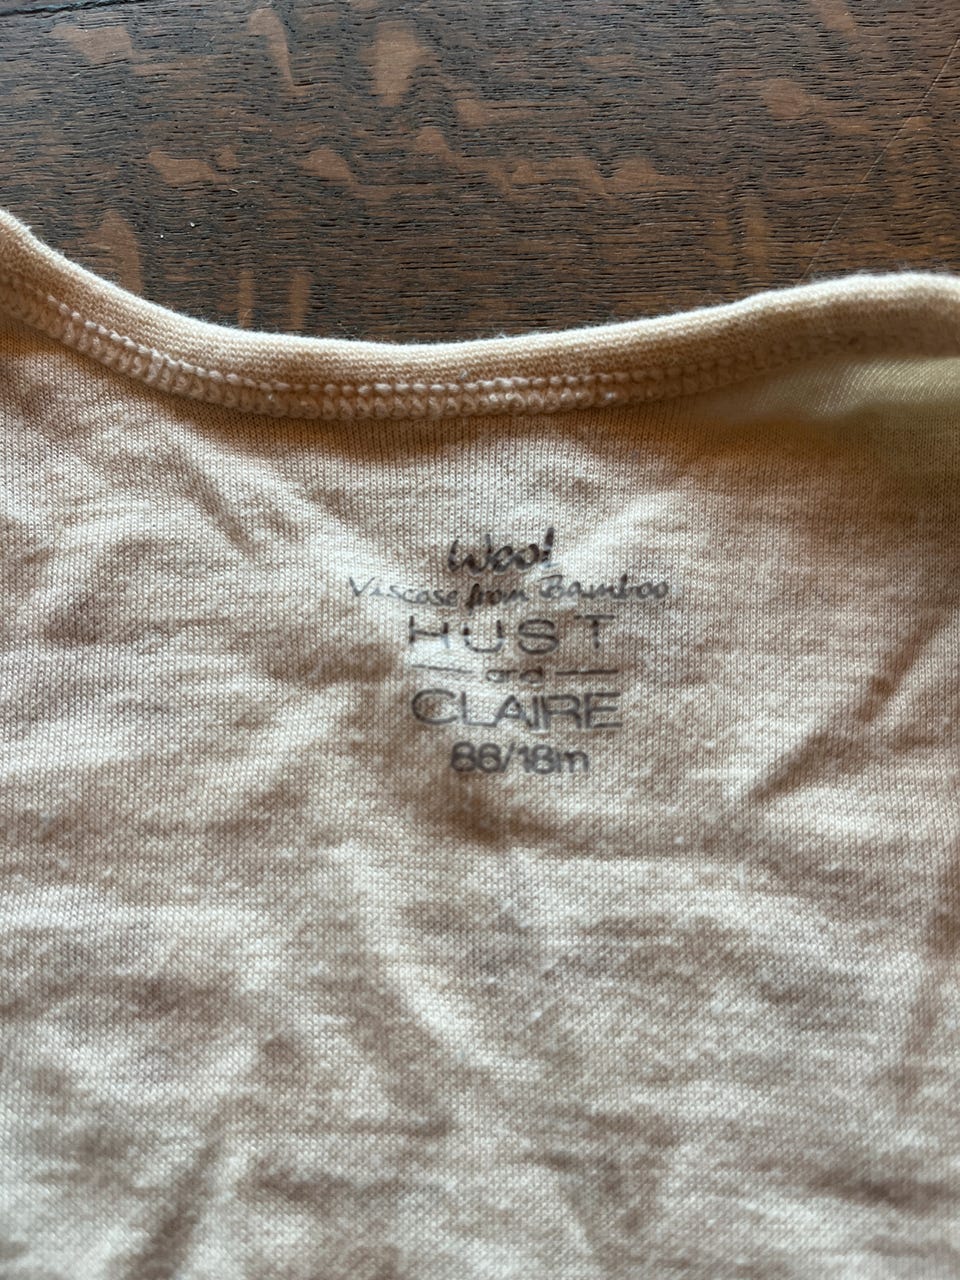 Wool
Viscose from Bamboo
HUST
and
CLAIRE
86/18m